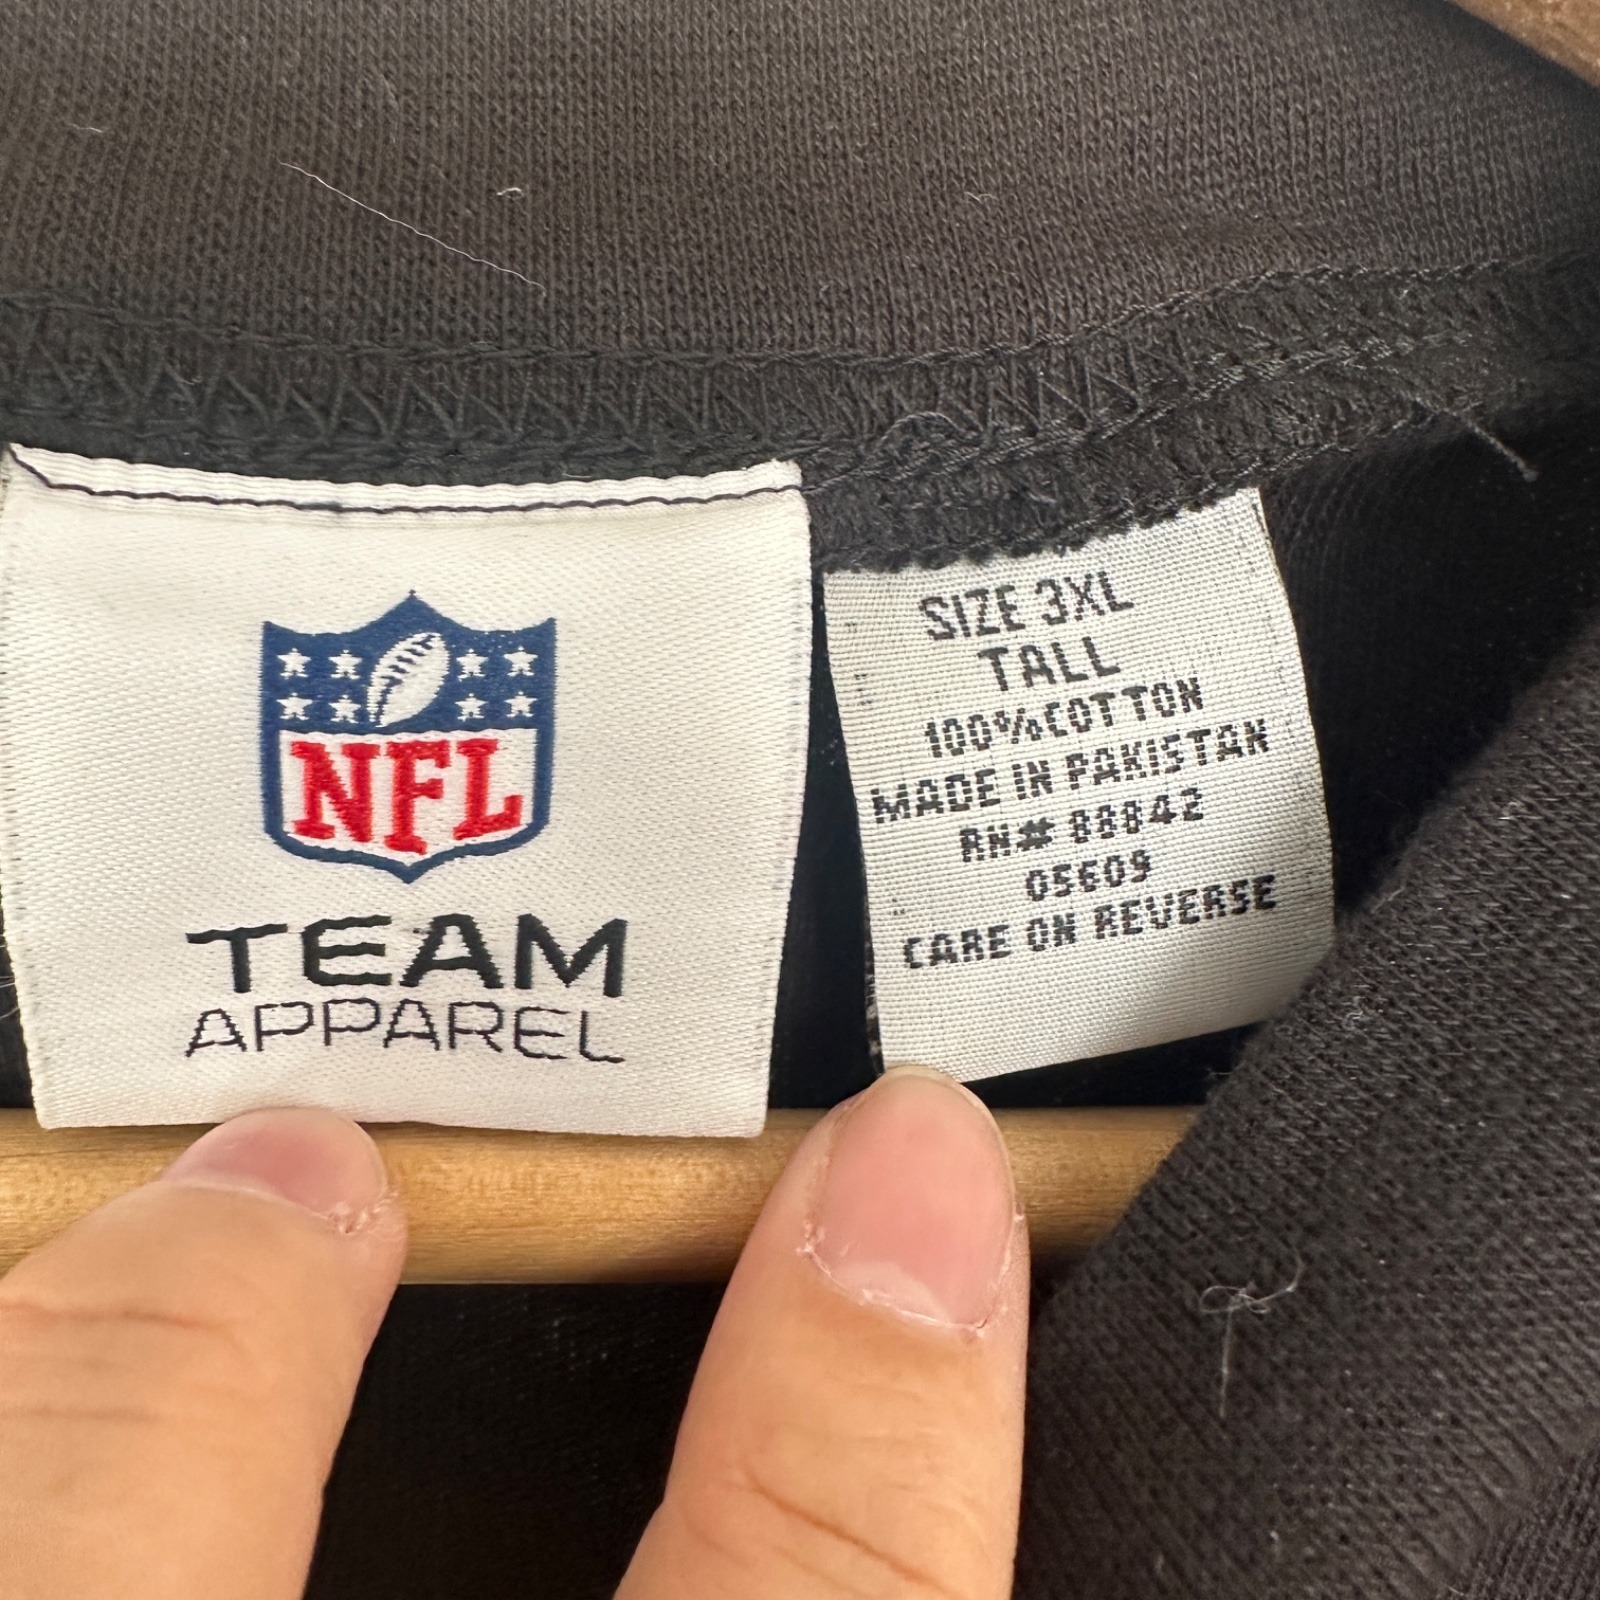 NFL
TEAM
APPAREL
SIZE 3XL
TALL
100%COTTON
MADE IN PAKISTAN
RN# 88842
05609
CARE ON REVERSE